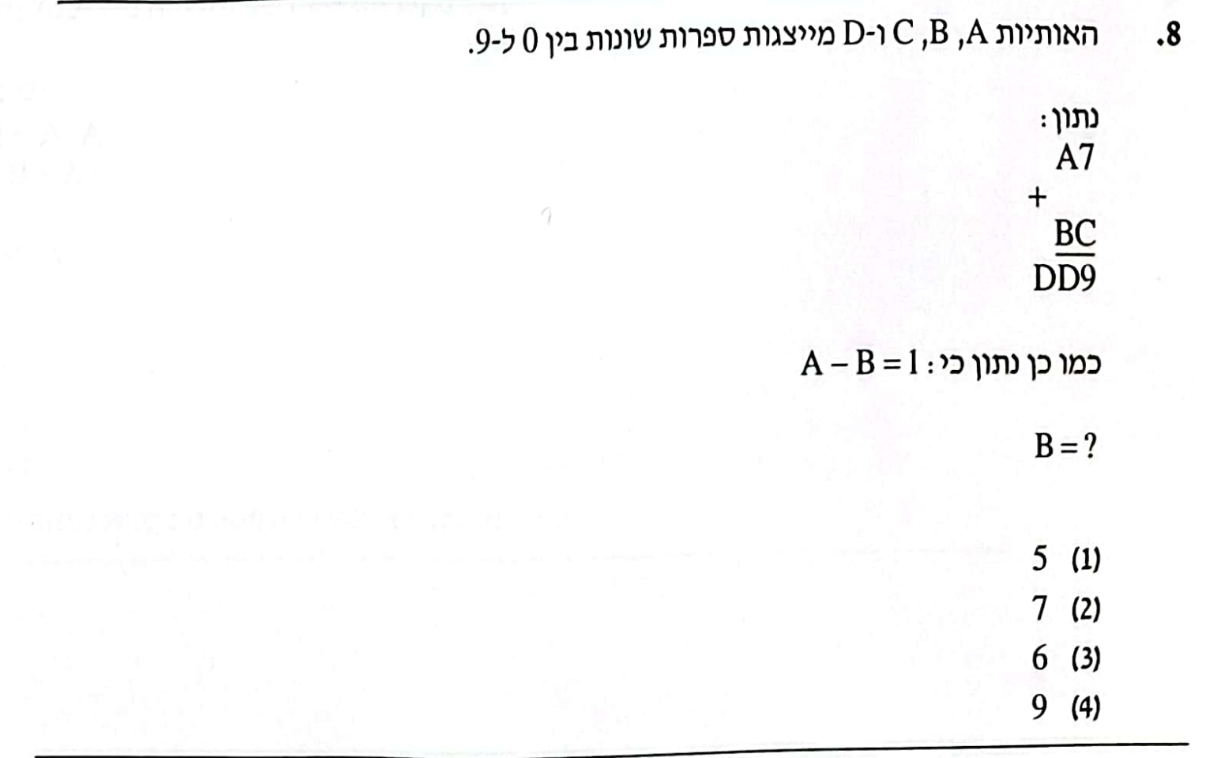 8. האותיות A, B, C ו-D מייצגות ספרות שונות בין 0 ל-9.
נתון:
A7
+
BC
DD9
כמו כן נתון כי: A – B = 1
B = ?
(1) 5
(2) 7
(3) 6
(4) 9